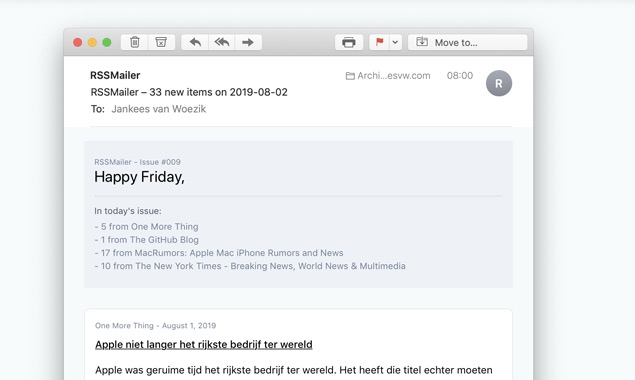 Move to...
RSSMailer
Archi...esvw.com
08:00
R
RSSMailer – 33 new items on 2019-08-02
To: Jankees van Woezik
RSSMailer - Issue #009
Happy Friday,
In today's issue:
- 5 from One More Thing
- 1 from The GitHub Blog
- 17 from MacRumors: Apple Mac iPhone Rumors and News
- 10 from The New York Times - Breaking News, World News & Multimedia
One More Thing - August 1, 2019
Apple niet langer het rijkste bedrijf ter wereld
Apple was geruime tijd het rijkste bedrijf ter wereld. Het heeft die titel echter moeten